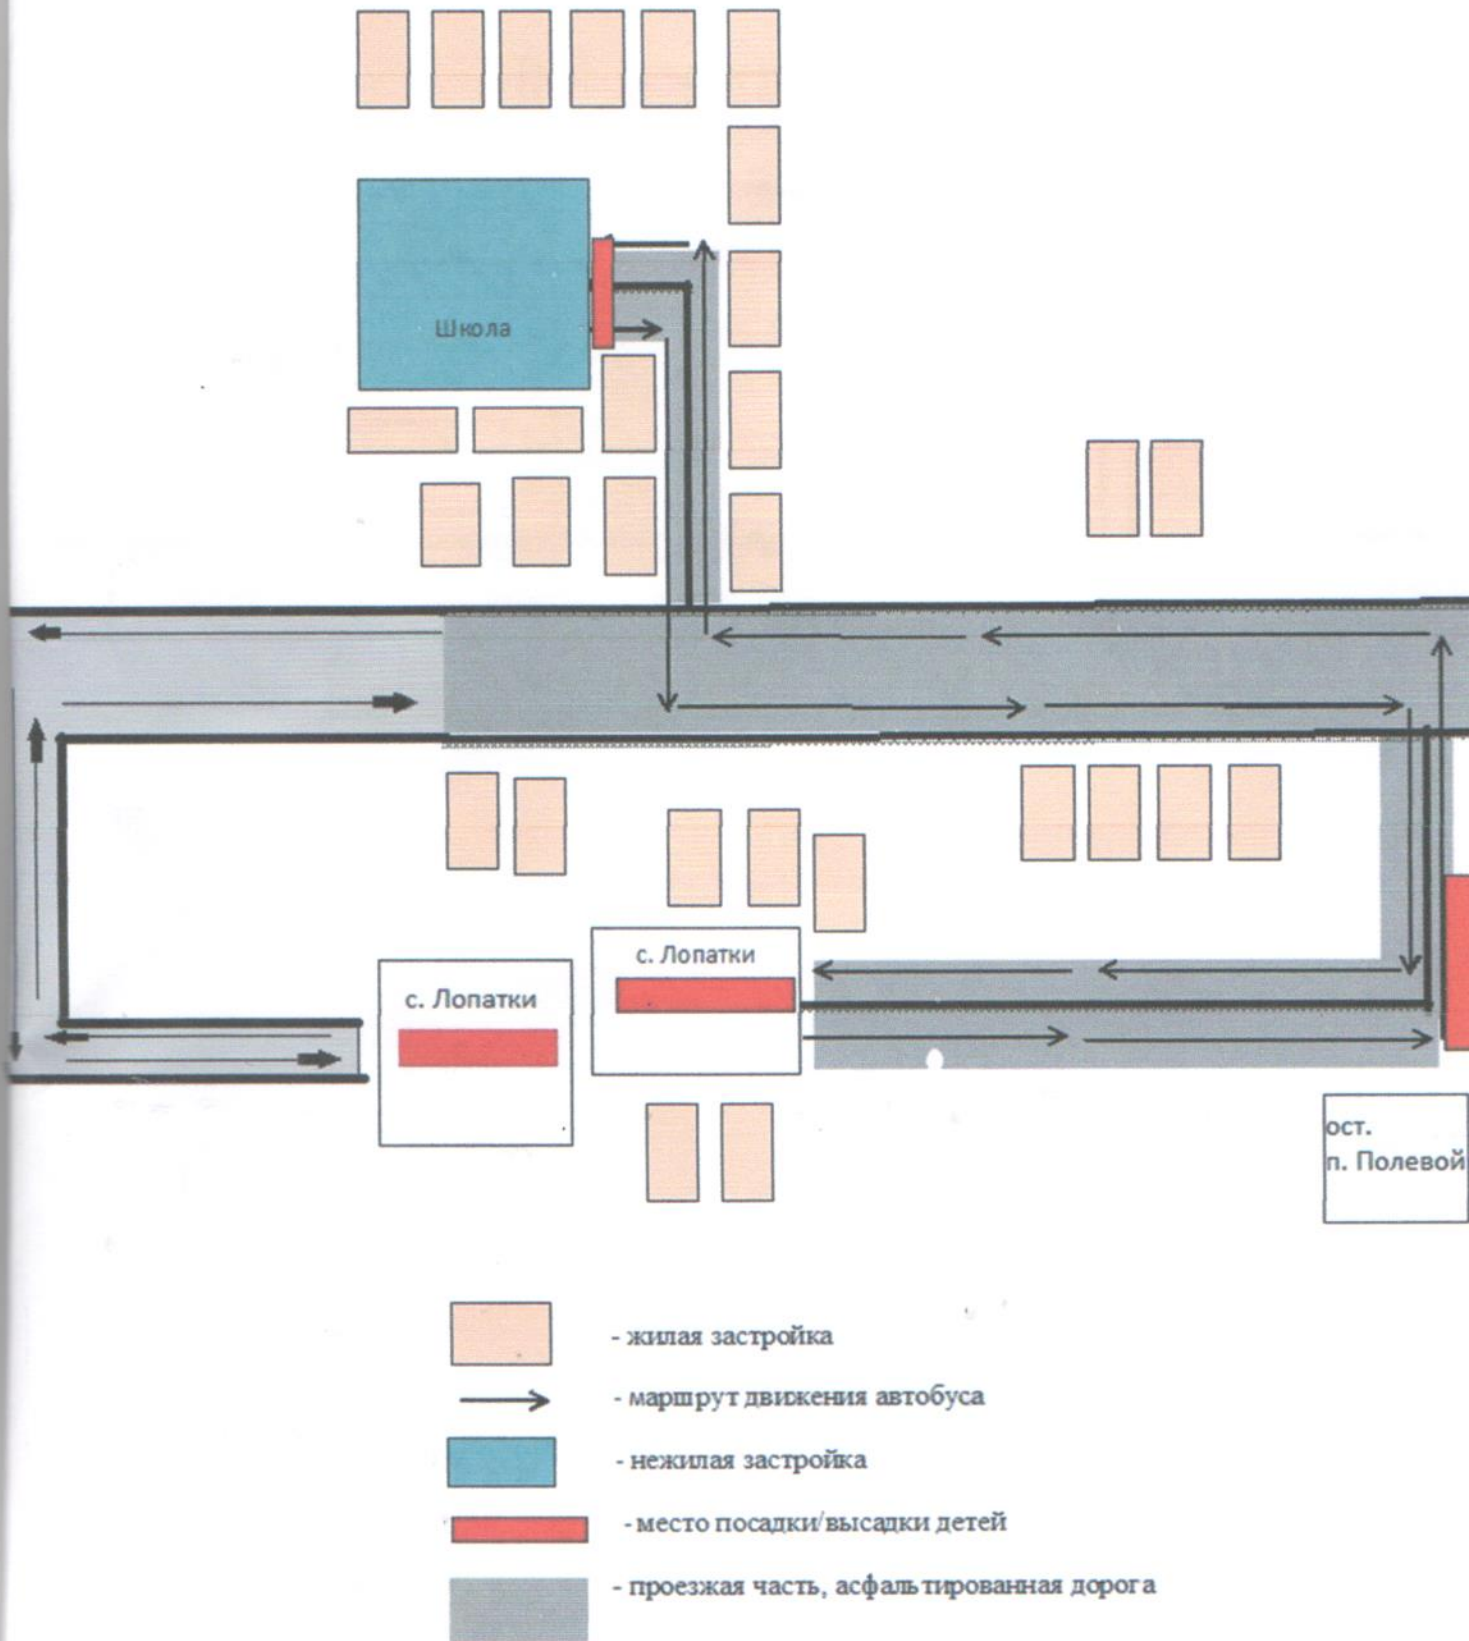 Школа
с. Лопатки
с. Лопатки
ост.
п. Полевой
- жилая застройка
- маршрут движения автобуса
- нежилая застройка
- место посадки/высадки детей
- проезжая часть, асфальтированная дорога